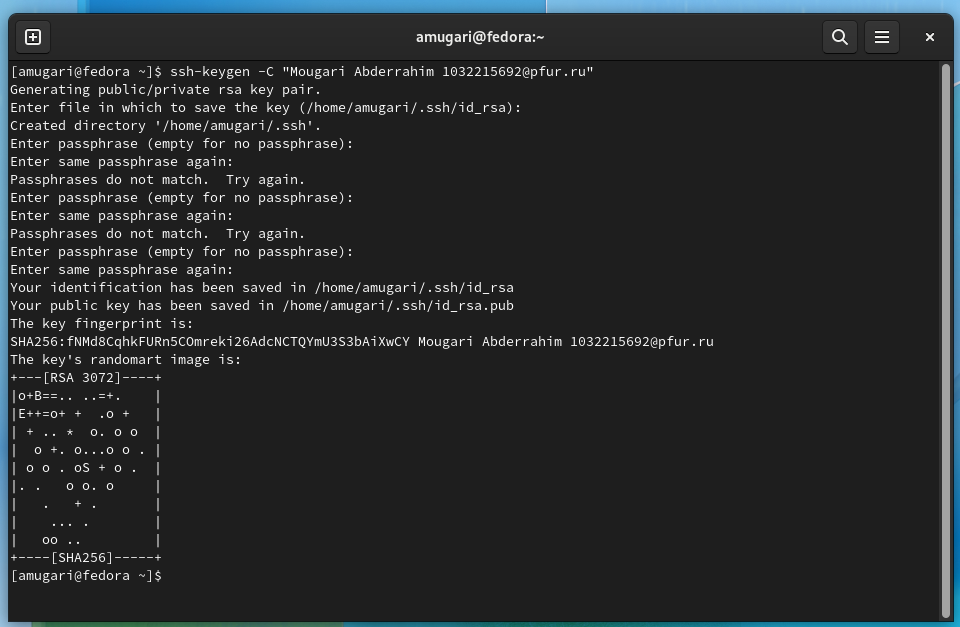 amugari@fedora:~
[amugari@fedora ~]$ ssh-keygen -C "Mougari Abderrahim 1032215692@pfur.ru"
Generating public/private rsa key pair.
Enter file in which to save the key (/home/amugari/.ssh/id_rsa):
Created directory '/home/amugari/.ssh'.
Enter passphrase (empty for no passphrase):
Enter same passphrase again:
Passphrases do not match.  Try again.
Enter passphrase (empty for no passphrase):
Enter same passphrase again:
Passphrases do not match.  Try again.
Enter passphrase (empty for no passphrase):
Enter same passphrase again:
Your identification has been saved in /home/amugari/.ssh/id_rsa
Your public key has been saved in /home/amugari/.ssh/id_rsa.pub
The key fingerprint is:
SHA256:fNMd8CqhkFURn5COmreki26AdcNCTQYmU3S3bAiXwCY Mougari Abderrahim 1032215692@pfur.ru
The key's randomart image is:
+---[RSA 3072]----+
|o+B==.. ..=+.    |
|E++=o+ +  .o +   |
| + .. *  o. o o  |
|  o +. o...o o . |
| o o . oS + o .  |
|. .   o o. o     |
|   .   + .       |
|    ... .        |
|   oo ..         |
+----[SHA256]-----+
[amugari@fedora ~]$